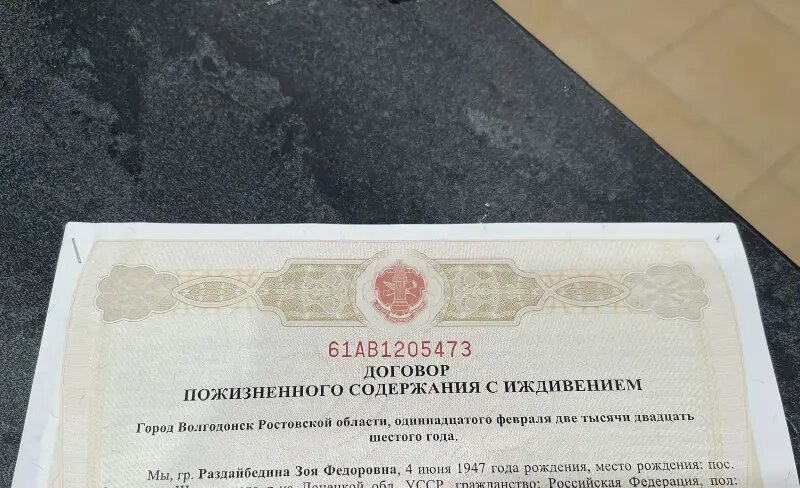 61АВ1205473
ДОГОВОР
ПОЖИЗНЕННОГО СОДЕРЖАНИЯ С ИЖДИВЕНИЕМ
Город Волгодонск Ростовской области, одиннадцатого февраля две тысячи двадцать
шестого года.
Мы, гр. Раздайбедина Зоя Федоровна, 4 июня 1947 года рождения, место рождения: пос.
Донецкой обл. УССР, гражданство: Российская Федерация, пол: